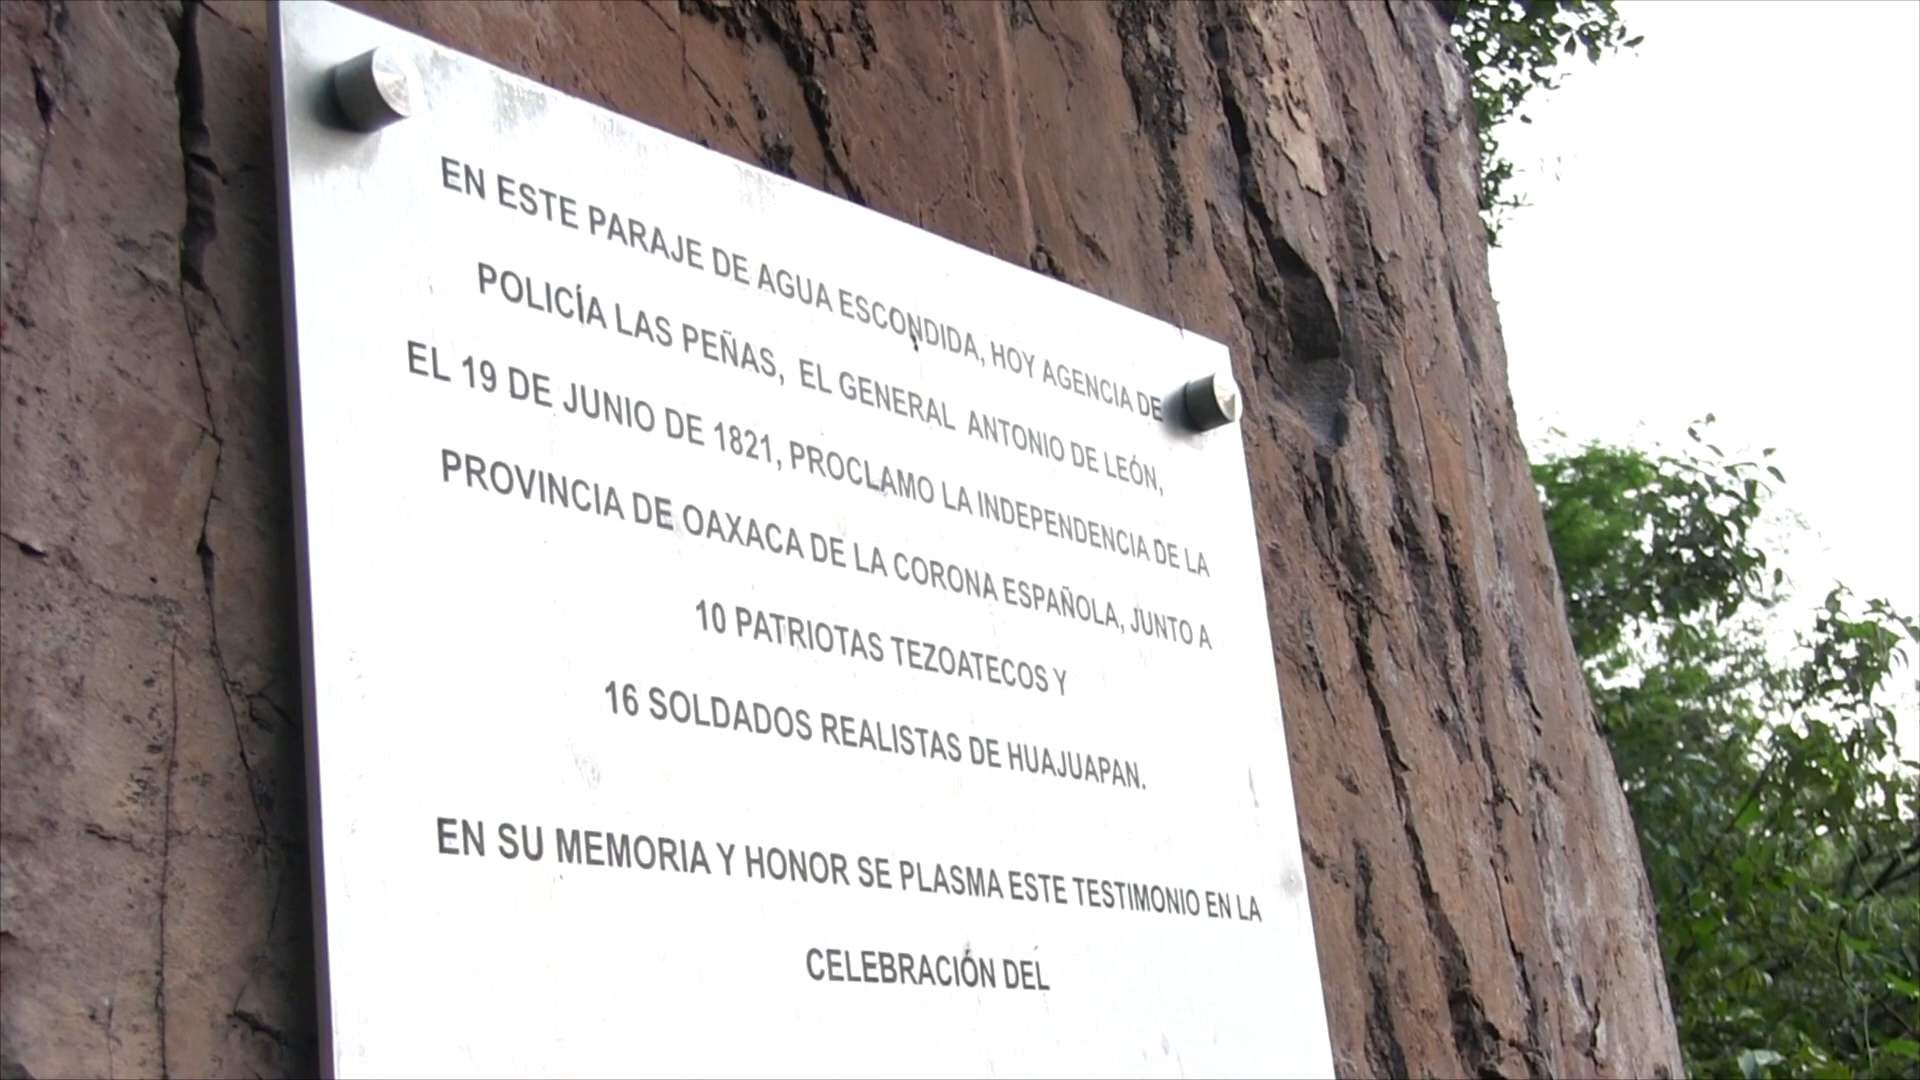 EN ESTE PARAJE DE AGUA ESCONDIDA, HOY AGENCIA DE
POLICÍA LAS PEÑAS, EL GENERAL ANTONIO DE LEÓN,
EL 19 DE JUNIO DE 1821, PROCLAMO LA INDEPENDENCIA DE LA
PROVINCIA DE OAXACA DE LA CORONA ESPAÑOLA, JUNTO A
10 PATRIOTAS TEZOATECOS Y
16 SOLDADOS REALISTAS DE HUAJUAPAN.
EN SU MEMORIA Y HONOR SE PLASMA ESTE TESTIMONIO EN LA
CELEBRACIÓN DEL